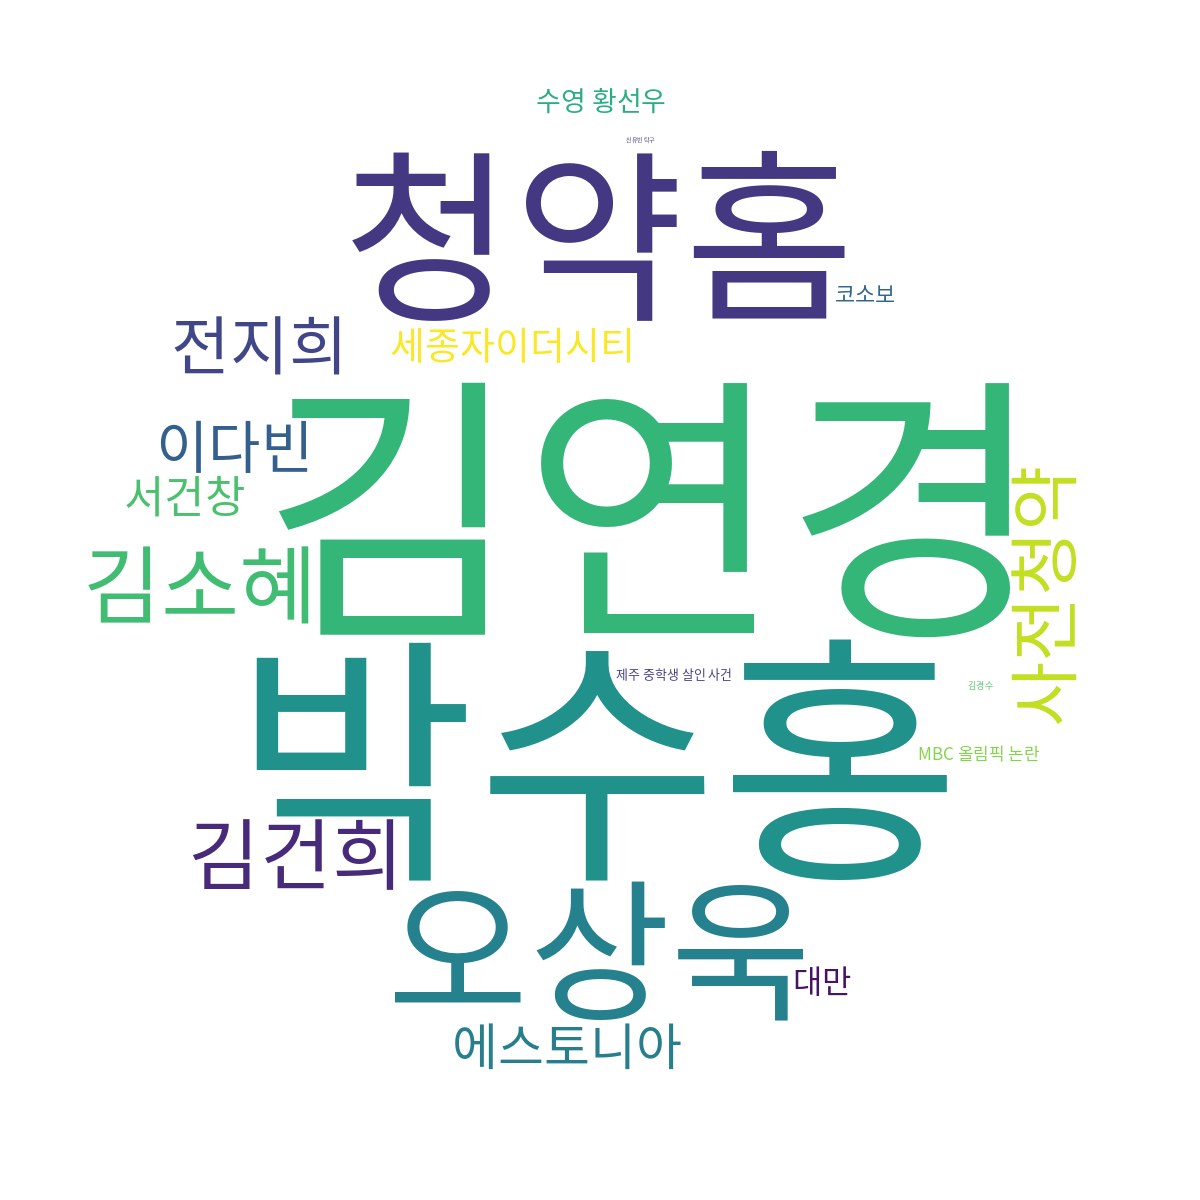 수영 황선우
신유빈 탁구
청약홈
코소보
전지희
세종자이더시티
김연경
이다빈
서건창
사전청약
김소혜
박수홍
제주 중학생 살인 사건
김경수
MBC 올림픽 논란
김건희
오상욱
대만
에스토니아